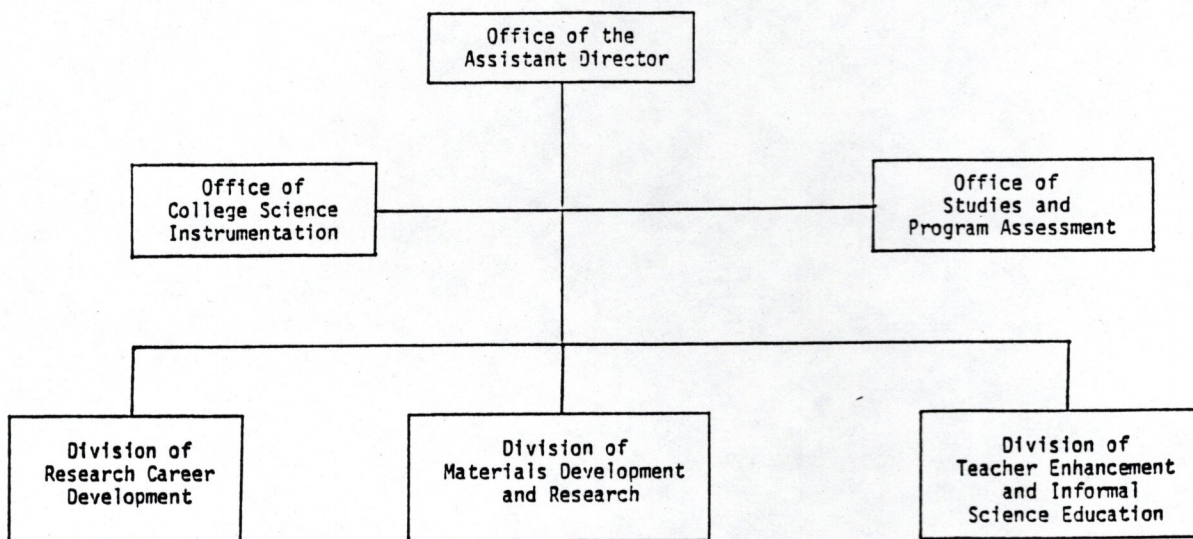 Office of the
Assistant Director
Office of
College Science
Instrumentation
Office of
Studies and
Program Assessment
Division of
Research Career
Development
Division of
Materials Development
and Research
Division of
Teacher Enhancement
and Informal
Science Education